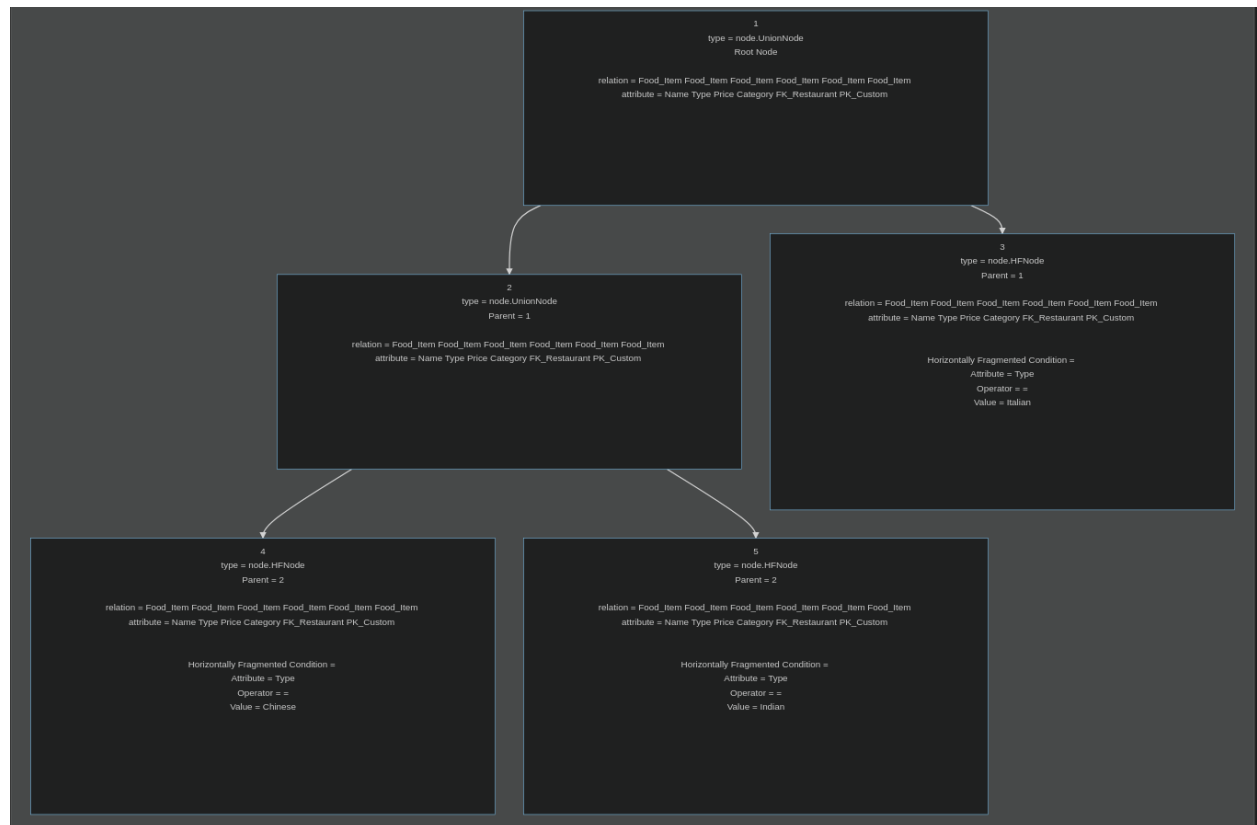 1
type = node.UnionNode
Root Node
relation = Food_Item Food_Item Food_Item Food_Item Food_Item Food_Item
attribute = Name Type Price Category FK_Restaurant PK_Custom
2
type = node.UnionNode
Parent = 1
relation = Food_Item Food_Item Food_Item Food_Item Food_Item Food_Item
attribute = Name Type Price Category FK_Restaurant PK_Custom
3
type = node.HFNode
Parent = 1
relation = Food_Item Food_Item Food_Item Food_Item Food_Item Food_Item
attribute = Name Type Price Category FK_Restaurant PK_Custom
Horizontally Fragmented Condition =
Attribute = Type
Operator = =
Value = Italian
4
type = node.HFNode
Parent = 2
relation = Food_Item Food_Item Food_Item Food_Item Food_Item Food_Item
attribute = Name Type Price Category FK_Restaurant PK_Custom
Horizontally Fragmented Condition =
Attribute = Type
Operator = =
Value = Chinese
5
type = node.HFNode
Parent = 2
relation = Food_Item Food_Item Food_Item Food_Item Food_Item Food_Item
attribute = Name Type Price Category FK_Restaurant PK_Custom
Horizontally Fragmented Condition =
Attribute = Type
Operator = =
Value = Indian